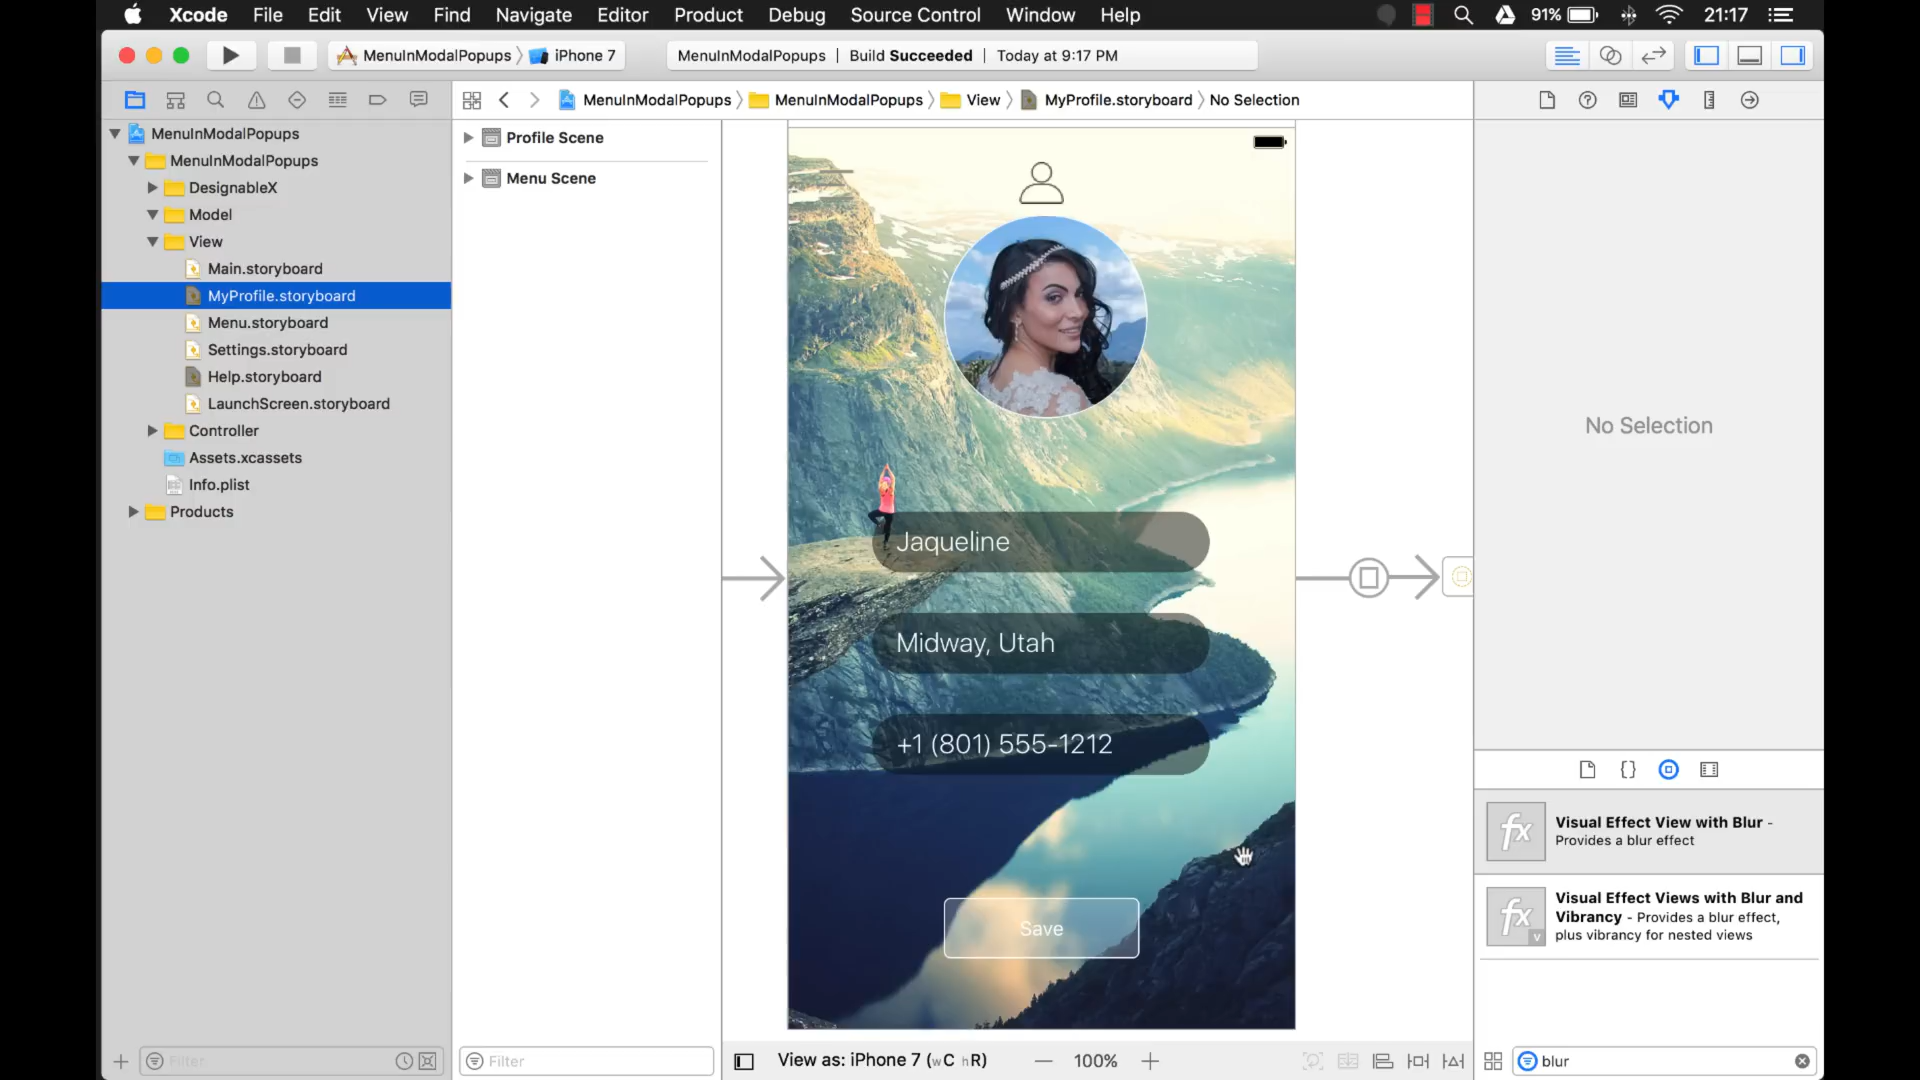 Xcode File Edit View Find Navigate Editor Product Debug Source Control Window Help 91% 21:17
MenuInModalPopups iPhone 7 MenuInModalPopups | Build Succeeded | Today at 9:17 PM
MenuInModalPopups MenuInModalPopups View MyProfile.storyboard No Selection
MenuInModalPopups
MenuInModalPopups
DesignableX
Model
View
Main.storyboard
MyProfile.storyboard
Menu.storyboard
Settings.storyboard
Help.storyboard
LaunchScreen.storyboard
Controller
Assets.xcassets
Info.plist
Products
Filter
Profile Scene
Menu Scene
Filter
Jaqueline
Midway, Utah
+1 (801) 555-1212
Save
View as: iPhone 7 (wC hR) — 100% +
No Selection
{}
fx
Visual Effect View with Blur -
Provides a blur effect
fx
v
Visual Effect Views with Blur and
Vibrancy - Provides a blur effect,
plus vibrancy for nested views
blur